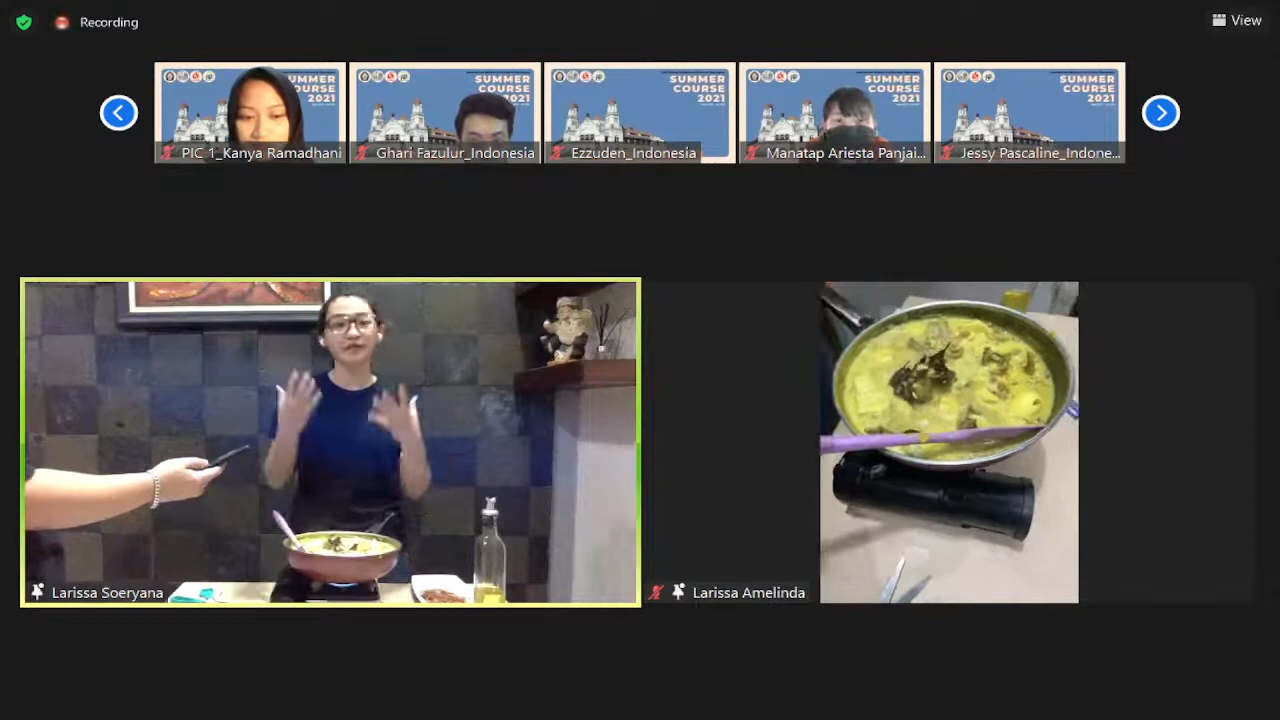 Recording
View
SUMMER
COURSE
2021
PIC 1_Kanya Ramadhani
SUMMER
COURSE
2021
Ghari Fazulur_Indonesia
SUMMER
COURSE
2021
Ezzuden_Indonesia
SUMMER
COURSE
2021
Manatap Ariesta Panjai...
SUMMER
COURSE
2021
Jessy Pascaline_Indone...
Larissa Soeryana
Larissa Amelinda